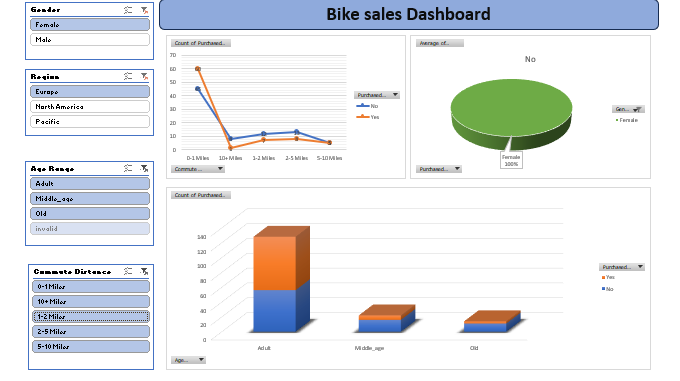 Bike sales Dashboard
Gender
Female
Male
Region
Europe
North America
Pacific
Age Range
Adult
Middle_age
Old
invalid
Commute Distance
0-1 Miles
10+ Miles
1-2 Miles
2-5 Miles
5-10 Miles
Count of Purchased...
70
60
50
40
30
20
10
0
0-1 Miles 10+ Miles 1-2 Miles 2-5 Miles 5-10 Miles
Purchased...
No
Yes
Commute ...
Average of...
No
Gen...
Female
Female
100%
Purchased...
Count of Purchased...
140
120
100
80
60
40
20
0
Adult Middle_age Old
Purchased...
Yes
No
Age...